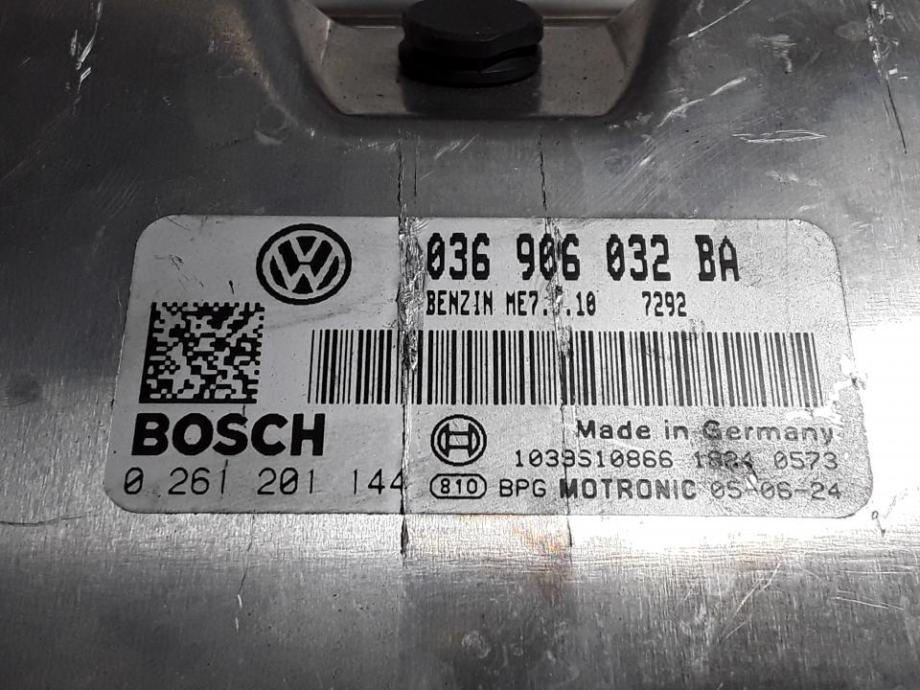 036 906 032 BA
BENZIN 7292
BOSCH
Made in Germany
1039S10866 0573
0 261 201 144 810 BPG MOTRONIC 05-06-24